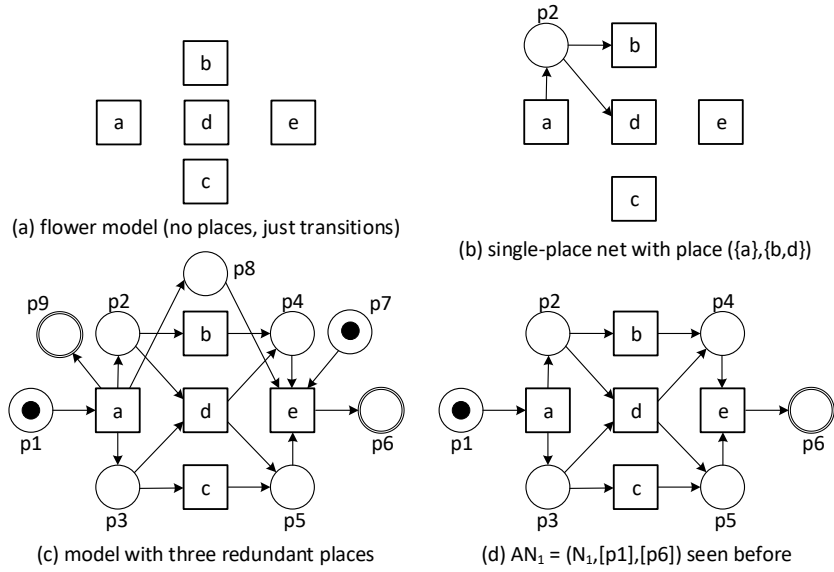 b
a d e
c
(a) flower model (no places, just transitions)
p2
b
a d e
c
(b) single-place net with place ({a},{b,d})
p8
p9 p2 p4 p7
b
a d e
p1 p6
c
p3 p5
(c) model with three redundant places
p2 p4
b
a d e
p1 p6
c
p3 p5
(d) AN₁ = (N₁,[p1],[p6]) seen before